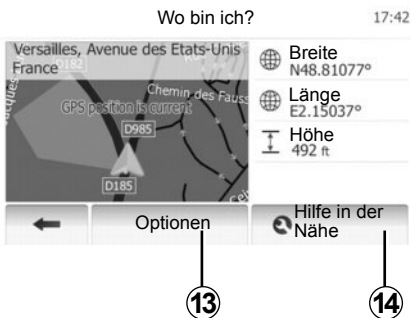 Wo bin ich?
17:42
Versailles, Avenue des Etats-Unis
France
D182
GPS position is current
Chemin des Fauss
D985
D185
Breite
N48.81077°
Länge
E2.15037°
Höhe
492 ft
Optionen
Hilfe in der
Nähe
13
14